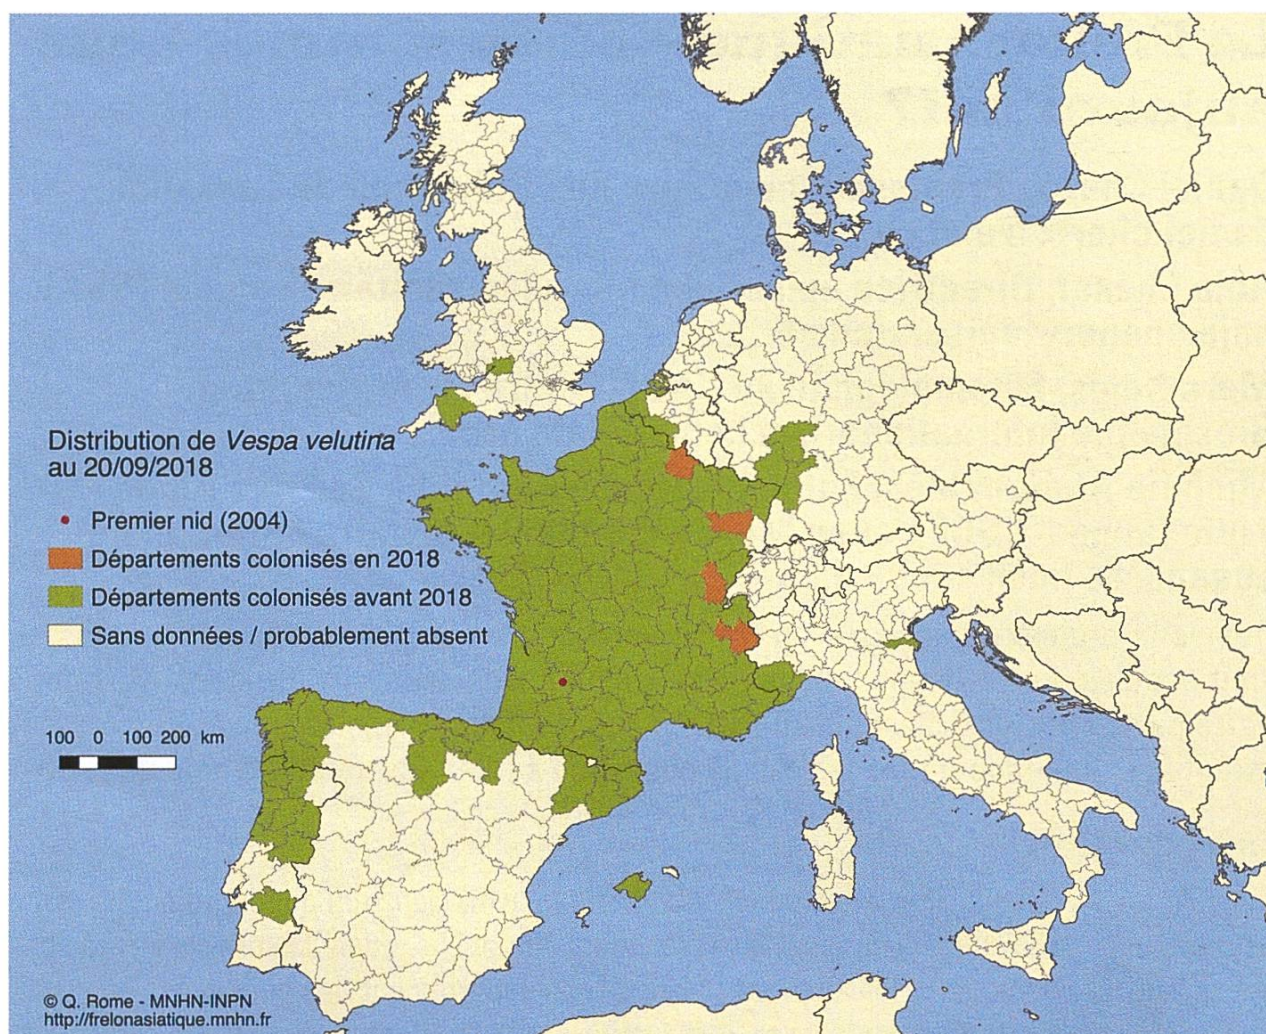 Distribution de Vespa velutina
au 20/09/2018
Premier nid (2004)
Départements colonisés en 2018
Départements colonisés avant 2018
Sans données / probablement absent
100 0 100 200 km
© Q. Rome - MNHN-INPN
http://frelonasiatique.mnhn.fr